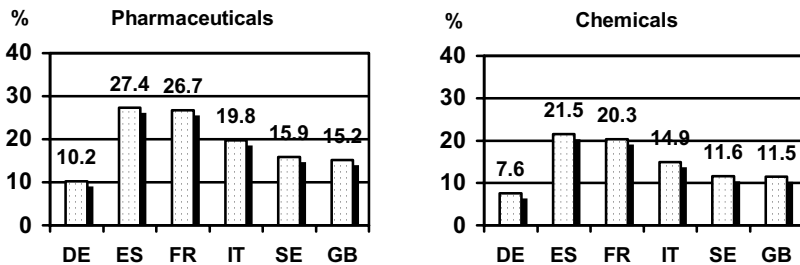 % Pharmaceuticals
40
30
20
10
0
10.2 27.4 26.7 19.8 15.9 15.2
DE ES FR IT SE GB
% Chemicals
40
30
20
10
0
7.6 21.5 20.3 14.9 11.6 11.5
DE ES FR IT SE GB